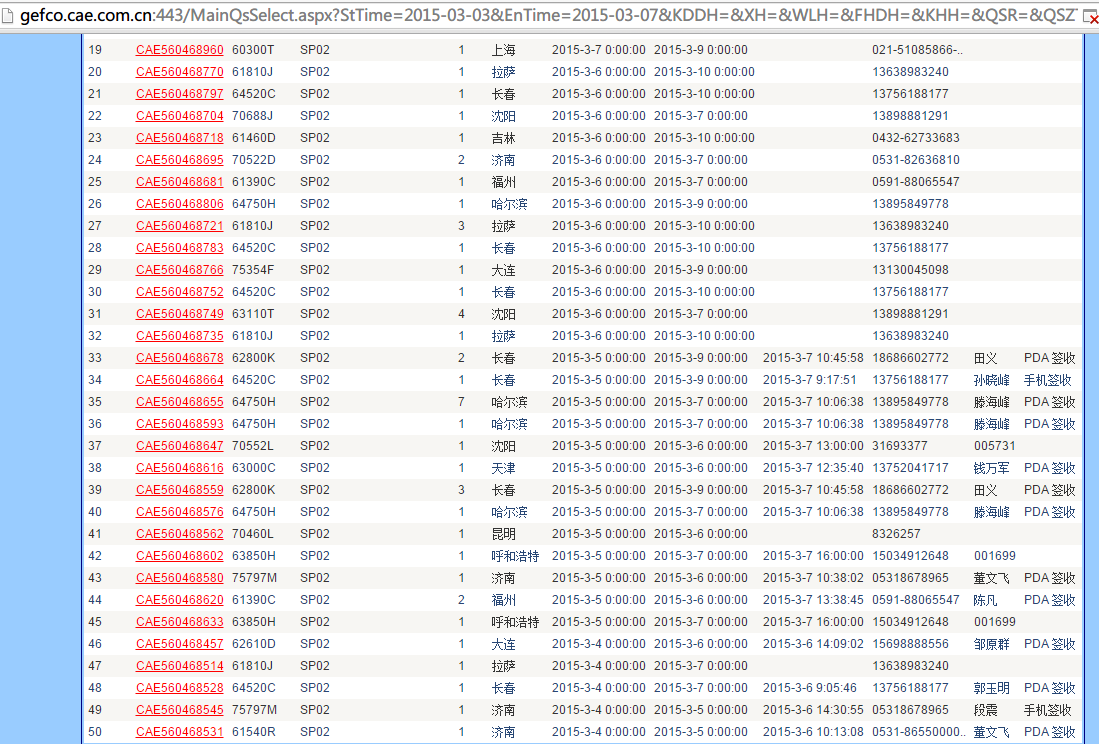 gefco.cae.com.cn:443/MainQsSelect.aspx?StTime=2015-03-03&EnTime=2015-03-07&KDDH=&XH=&WLH=&FHDH=&KHH=&QSR=&QSZ
19 CAE560468960 60300T SP02 1 上海 2015-3-7 0:00:00 2015-3-9 0:00:00 021-51085866-..
20 CAE560468770 61810J SP02 1 拉萨 2015-3-6 0:00:00 2015-3-10 0:00:00 13638983240
21 CAE560468797 64520C SP02 1 长春 2015-3-6 0:00:00 2015-3-10 0:00:00 13756188177
22 CAE560468704 70688J SP02 1 沈阳 2015-3-6 0:00:00 2015-3-7 0:00:00 13898881291
23 CAE560468718 61460D SP02 1 吉林 2015-3-6 0:00:00 2015-3-10 0:00:00 0432-62733683
24 CAE560468695 70522D SP02 2 济南 2015-3-6 0:00:00 2015-3-7 0:00:00 0531-82636810
25 CAE560468681 61390C SP02 1 福州 2015-3-6 0:00:00 2015-3-7 0:00:00 0591-88065547
26 CAE560468806 64750H SP02 1 哈尔滨 2015-3-6 0:00:00 2015-3-9 0:00:00 13895849778
27 CAE560468721 61810J SP02 3 拉萨 2015-3-6 0:00:00 2015-3-10 0:00:00 13638983240
28 CAE560468783 64520C SP02 1 长春 2015-3-6 0:00:00 2015-3-10 0:00:00 13756188177
29 CAE560468766 75354F SP02 1 大连 2015-3-6 0:00:00 2015-3-9 0:00:00 13130045098
30 CAE560468752 64520C SP02 1 长春 2015-3-6 0:00:00 2015-3-10 0:00:00 13756188177
31 CAE560468749 63110T SP02 4 沈阳 2015-3-6 0:00:00 2015-3-7 0:00:00 13898881291
32 CAE560468735 61810J SP02 1 拉萨 2015-3-6 0:00:00 2015-3-10 0:00:00 13638983240
33 CAE560468678 62800K SP02 2 长春 2015-3-5 0:00:00 2015-3-9 0:00:00 2015-3-7 10:45:58 18686602772 田义 PDA 签收
34 CAE560468664 64520C SP02 1 长春 2015-3-5 0:00:00 2015-3-9 0:00:00 2015-3-7 9:17:51 13756188177 孙晓峰 手机签收
35 CAE560468655 64750H SP02 7 哈尔滨 2015-3-5 0:00:00 2015-3-7 0:00:00 2015-3-7 10:06:38 13895849778 滕海峰 PDA 签收
36 CAE560468593 64750H SP02 1 哈尔滨 2015-3-5 0:00:00 2015-3-7 0:00:00 2015-3-7 10:06:38 13895849778 滕海峰 PDA 签收
37 CAE560468647 70552L SP02 1 沈阳 2015-3-5 0:00:00 2015-3-6 0:00:00 2015-3-7 13:00:00 31693377 005731
38 CAE560468616 63000C SP02 1 天津 2015-3-5 0:00:00 2015-3-6 0:00:00 2015-3-7 12:35:40 13752041717 钱万军 PDA 签收
39 CAE560468559 62800K SP02 3 长春 2015-3-5 0:00:00 2015-3-9 0:00:00 2015-3-7 10:45:58 18686602772 田义 PDA 签收
40 CAE560468576 64750H SP02 1 哈尔滨 2015-3-5 0:00:00 2015-3-7 0:00:00 2015-3-7 10:06:38 13895849778 滕海峰 PDA 签收
41 CAE560468562 70460L SP02 1 昆明 2015-3-5 0:00:00 2015-3-6 0:00:00 8326257
42 CAE560468602 63850H SP02 1 呼和浩特 2015-3-5 0:00:00 2015-3-7 0:00:00 2015-3-7 16:00:00 15034912648 001699
43 CAE560468580 75797M SP02 1 济南 2015-3-5 0:00:00 2015-3-6 0:00:00 2015-3-7 10:38:02 05318678965 董文飞 PDA 签收
44 CAE560468620 61390C SP02 2 福州 2015-3-5 0:00:00 2015-3-6 0:00:00 2015-3-7 13:38:45 0591-88065547 陈凡 PDA 签收
45 CAE560468633 63850H SP02 1 呼和浩特 2015-3-5 0:00:00 2015-3-7 0:00:00 2015-3-7 16:00:00 15034912648 001699
46 CAE560468457 62610D SP02 1 大连 2015-3-4 0:00:00 2015-3-6 0:00:00 2015-3-6 14:09:02 15698888556 邹原群 PDA 签收
47 CAE560468514 61810J SP02 1 拉萨 2015-3-4 0:00:00 2015-3-7 0:00:00 13638983240
48 CAE560468528 64520C SP02 1 长春 2015-3-4 0:00:00 2015-3-7 0:00:00 2015-3-6 9:05:46 13756188177 郭玉明 PDA 签收
49 CAE560468545 75797M SP02 1 济南 2015-3-4 0:00:00 2015-3-5 0:00:00 2015-3-6 14:30:55 05318678965 段震 手机签收
50 CAE560468531 61540R SP02 1 济南 2015-3-4 0:00:00 2015-3-5 0:00:00 2015-3-6 10:13:08 0531-86550000.. 董文飞 PDA 签收